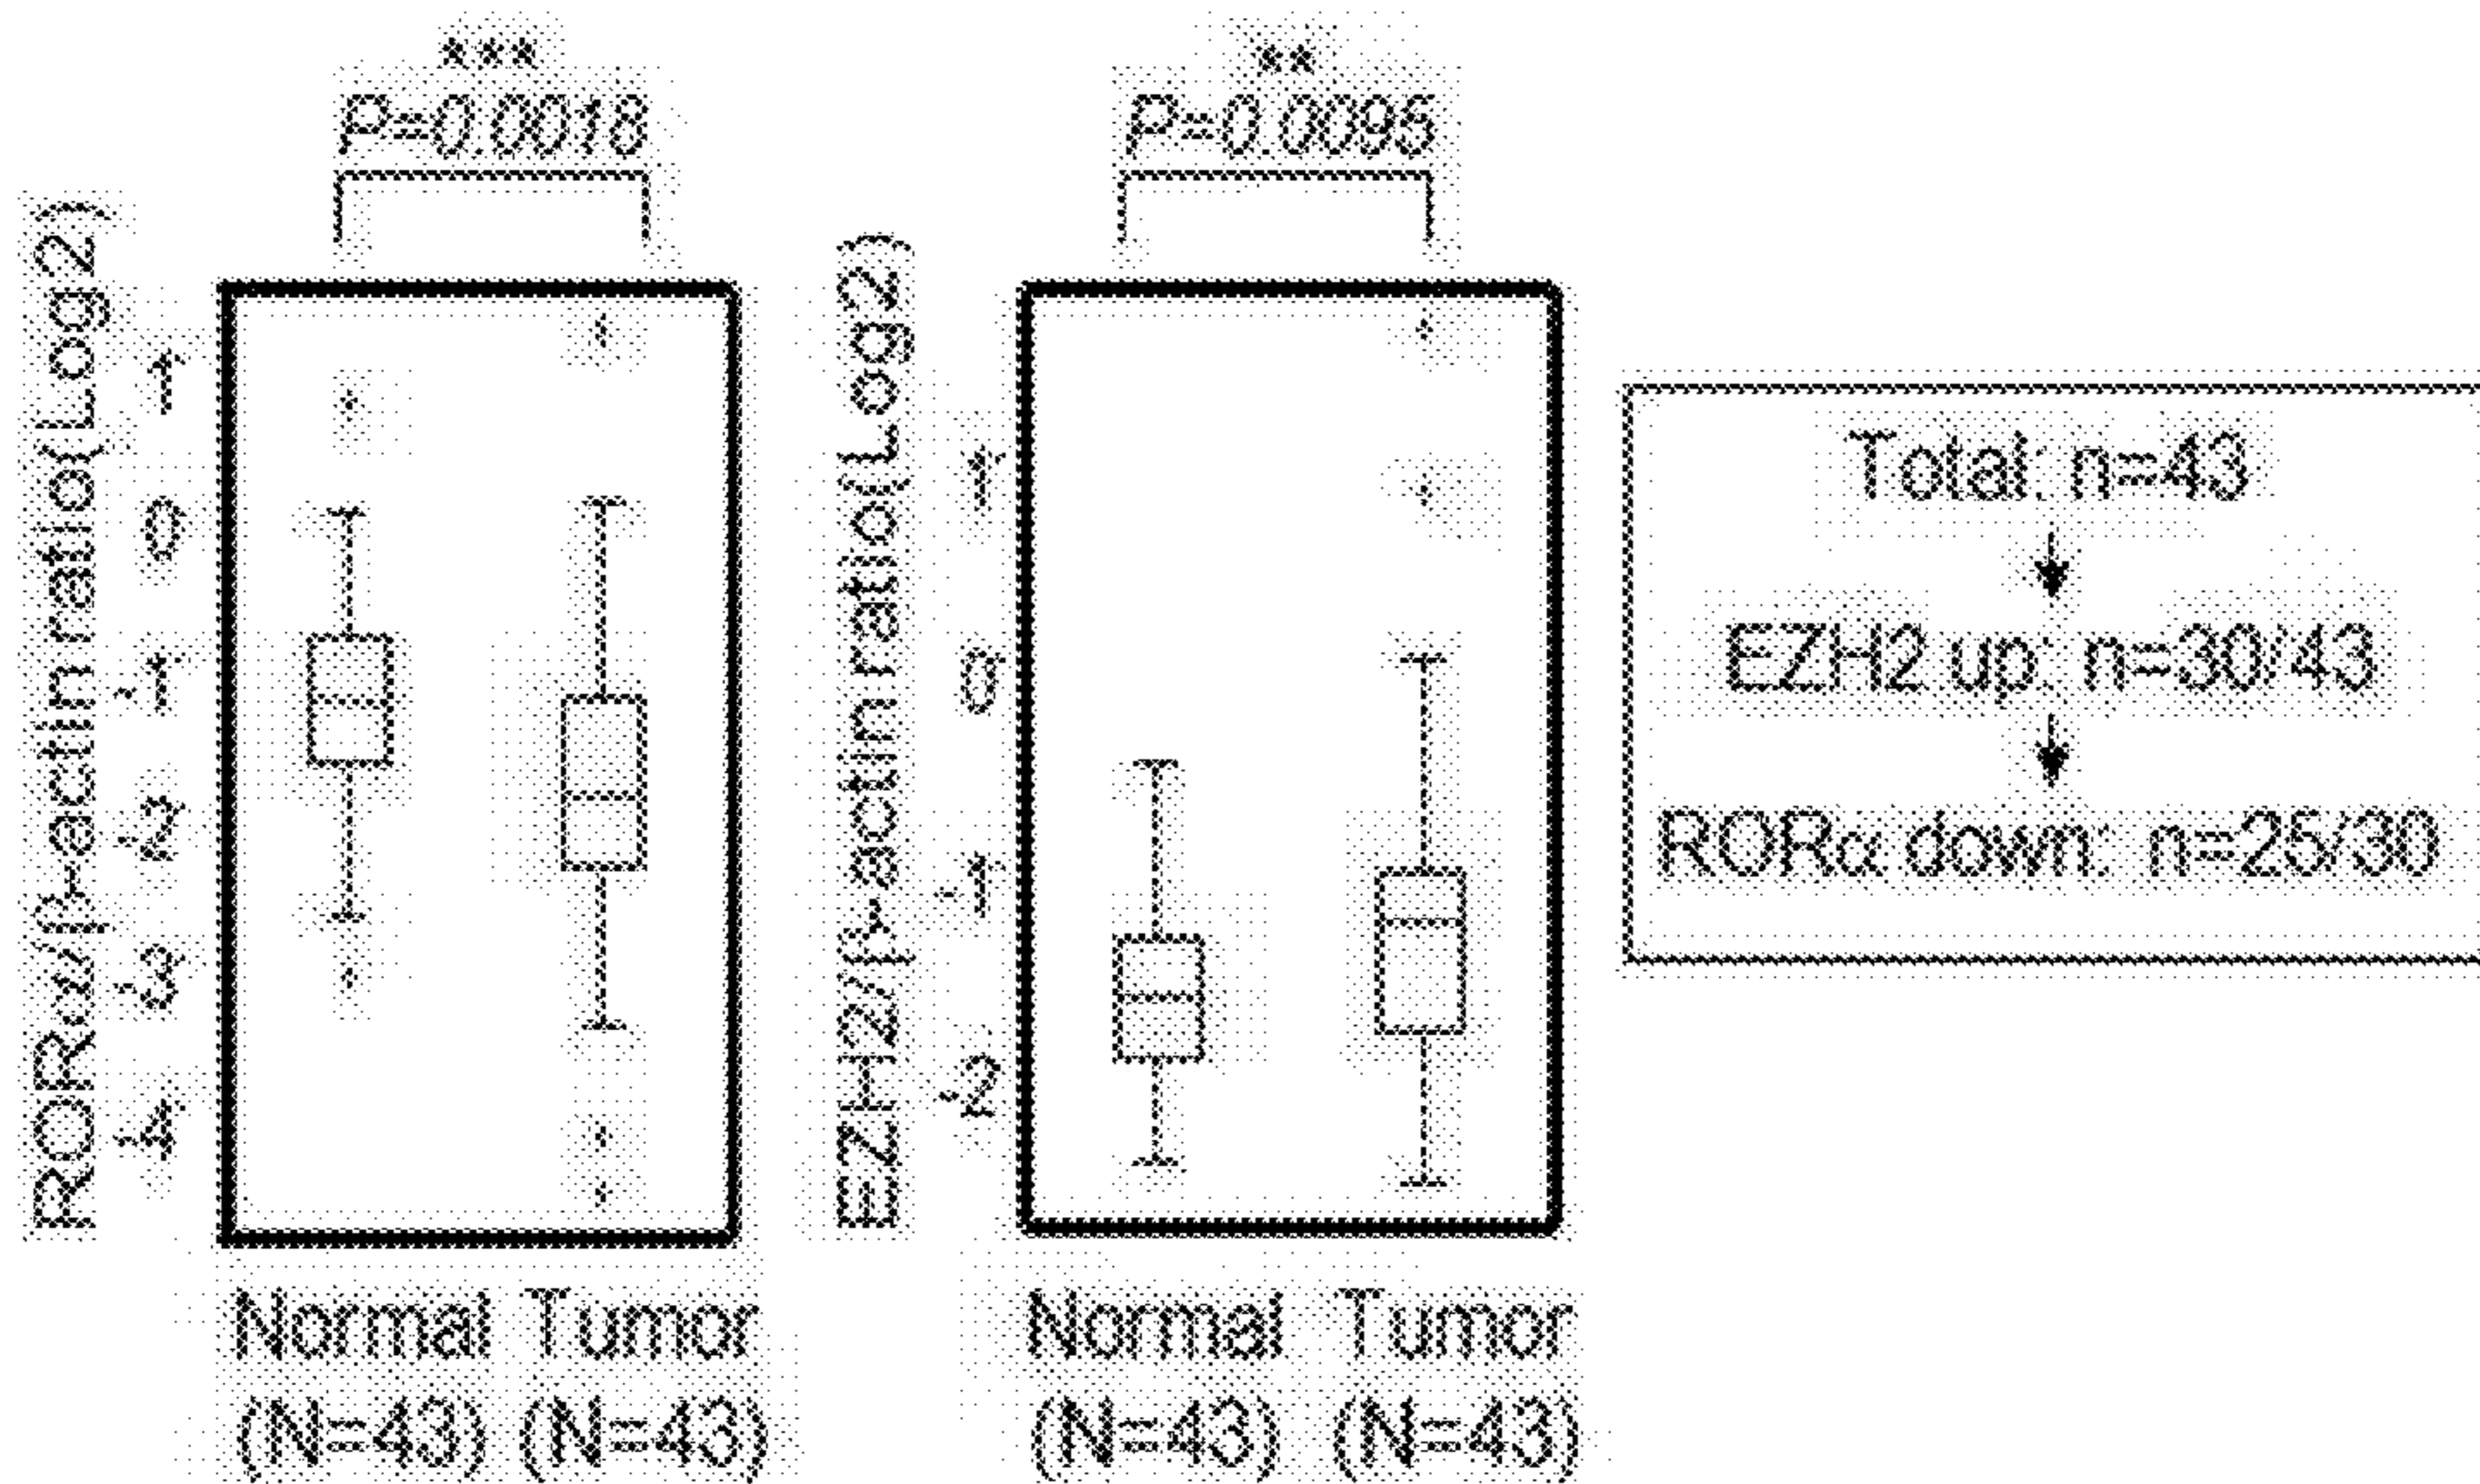 ***
P=0.0018
RORα/β-actin ratio(Log2)
1
0
-1
-2
-3
-4
Normal Tumor
(N=43) (N=43)
**
P=0.0095
EZH2/β-actin ratio(Log2)
1
0
-1
-2
Normal Tumor
(N=43) (N=43)
Total: n=43
EZH2 up: n=30/43
RORα down: n=25/30